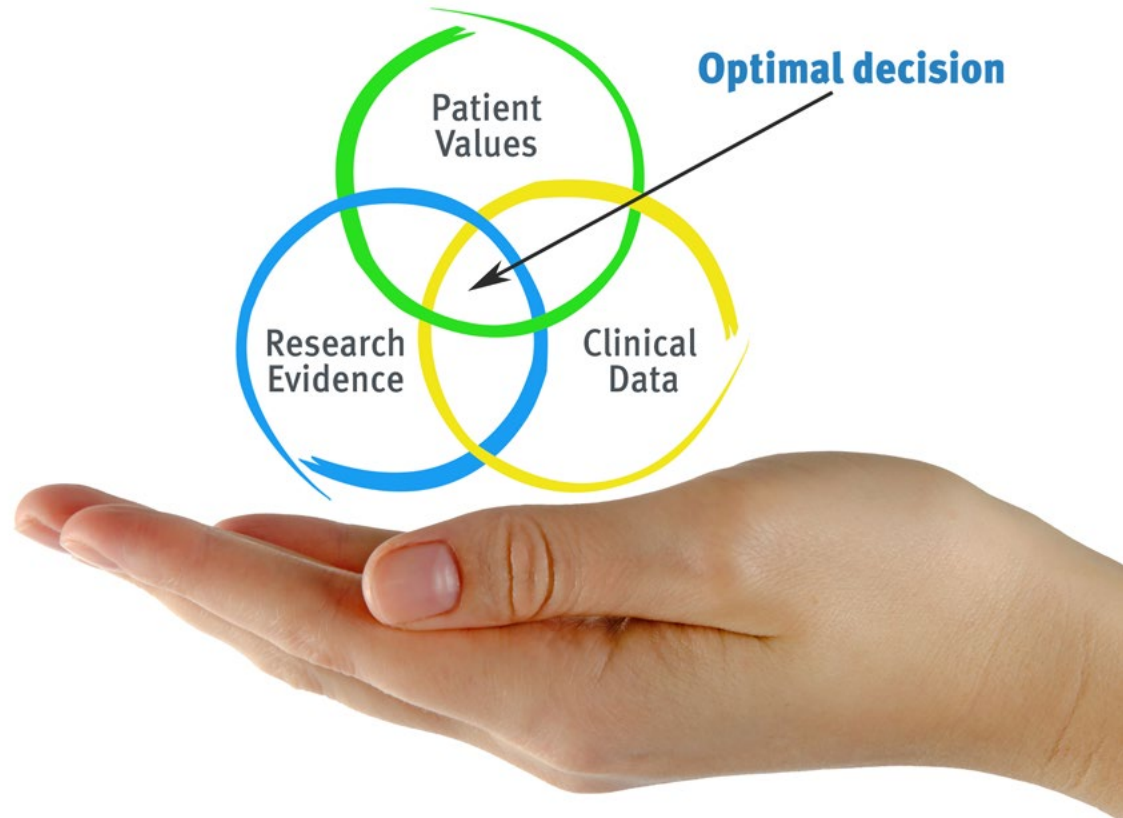 Optimal decision
Patient
Values
Research
Evidence
Clinical
Data